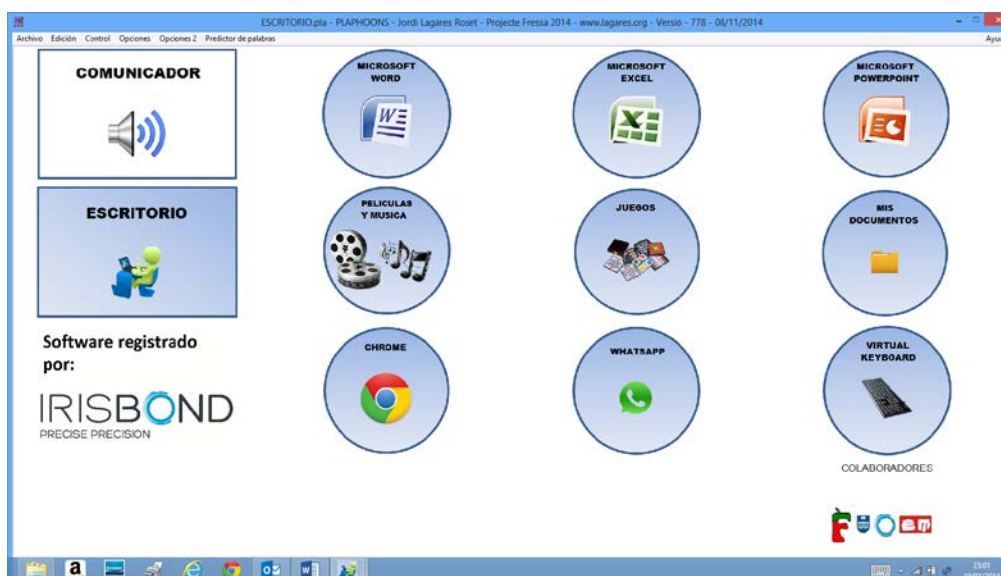 ESCRITORIO.pla - PLAPHOONS - Jordi Lagares Roset - Projecte Fressa 2014 - www.lagares.org - Versió - 778 - 08/11/2014
Archivo Edición Control Opciones Opciones 2 Predictor de palabras
COMUNICADOR
MICROSOFT
WORD
MICROSOFT
EXCEL
MICROSOFT
POWERPOINT
ESCRITORIO
PELICULAS
Y MUSICA
JUEGOS
MIS
DOCUMENTOS
Software registrado
por:
IRISBOND
PRECISE PRECISION
CHROME
WHATSAPP
VIRTUAL
KEYBOARD
COLABORADORES
a
23:01